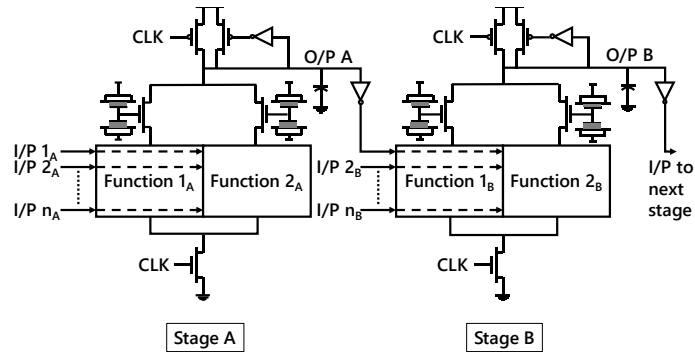 CLK
O/P A
I/P 1A
I/P 2A
I/P nA
Function 1A
Function 2A
CLK
Stage A
CLK
O/P B
I/P 2B
I/P nB
Function 1B
Function 2B
I/P to
next
stage
CLK
Stage B